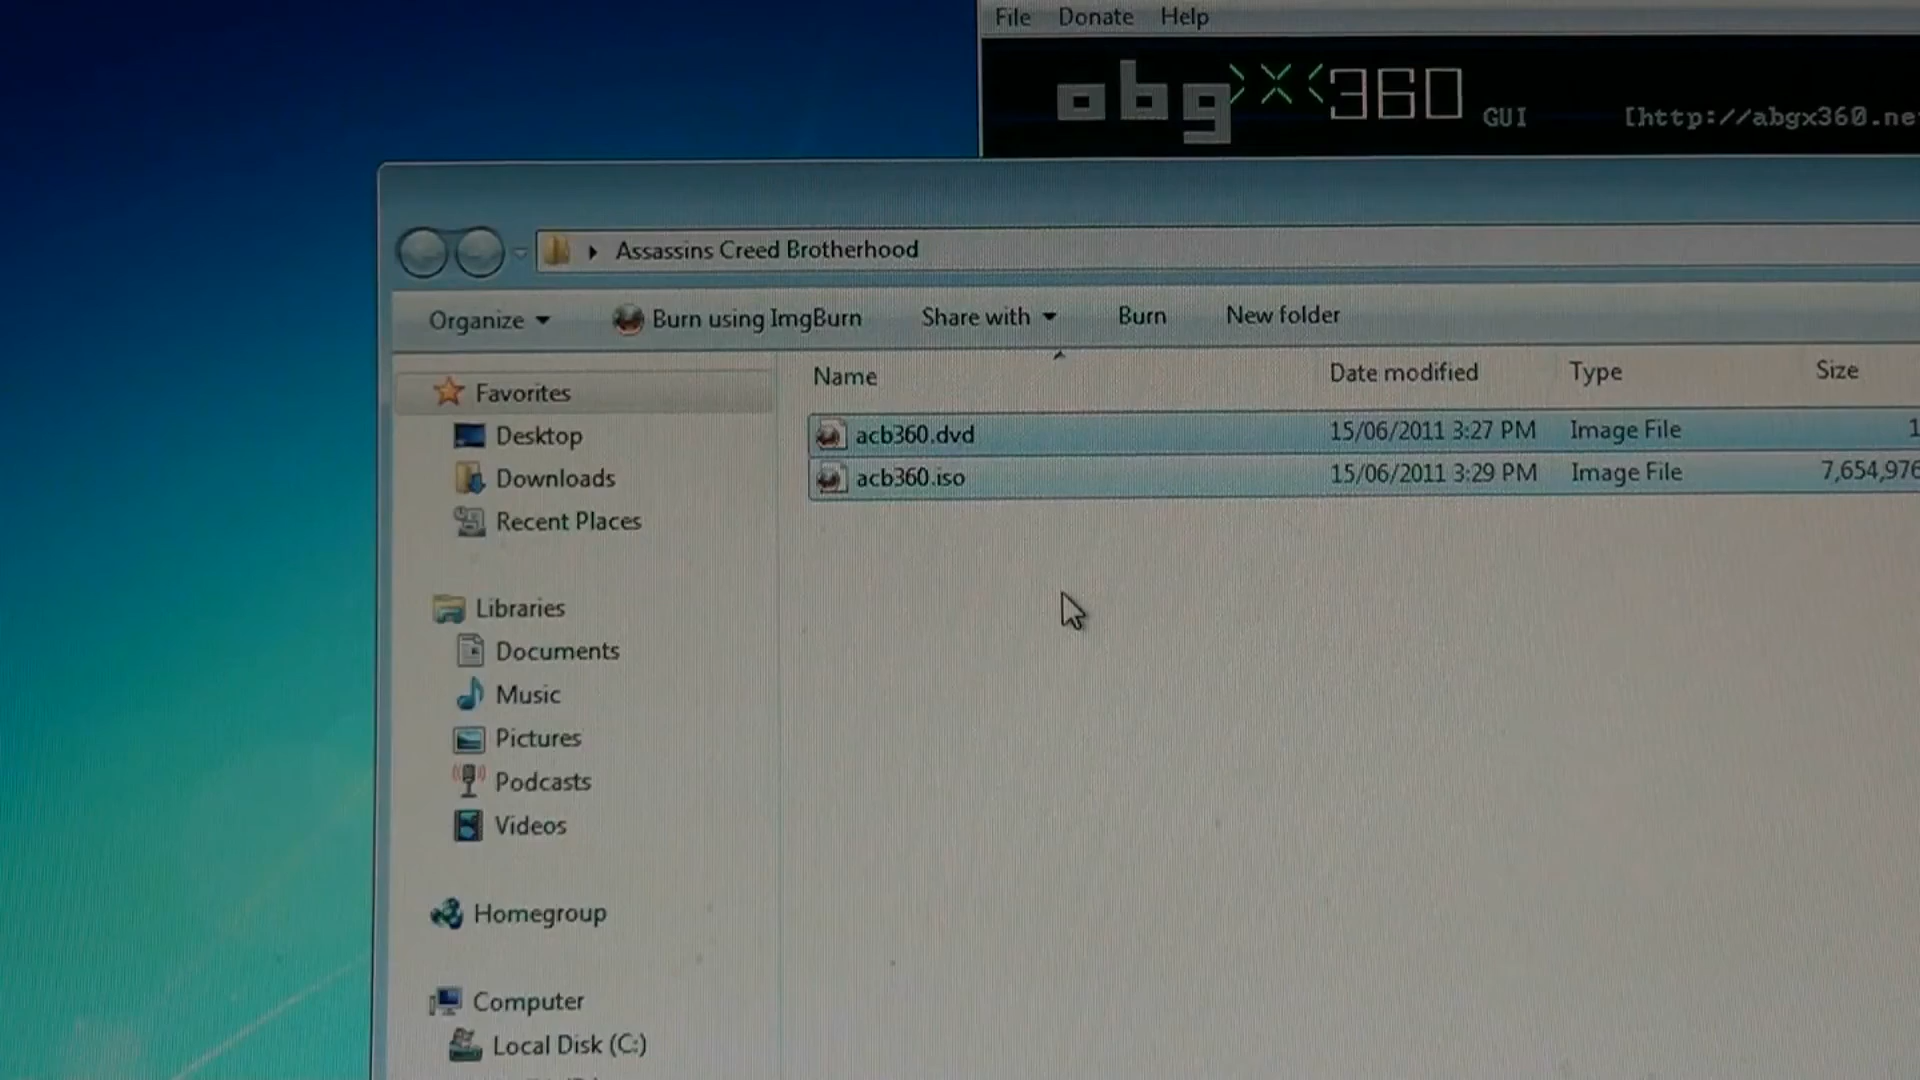 File Donate Help
abgx360 GUI [http://abgx360.ne
Assassins Creed Brotherhood
Organize Burn using ImgBurn Share with Burn New folder
Name Date modified Type Size
Favorites
acb360.dvd 15/06/2011 3:27 PM Image File 1
Desktop
acb360.iso 15/06/2011 3:29 PM Image File 7,654,976
Downloads
Recent Places
Libraries
Documents
Music
Pictures
Podcasts
Videos
Homegroup
Computer
Local Disk (C:)